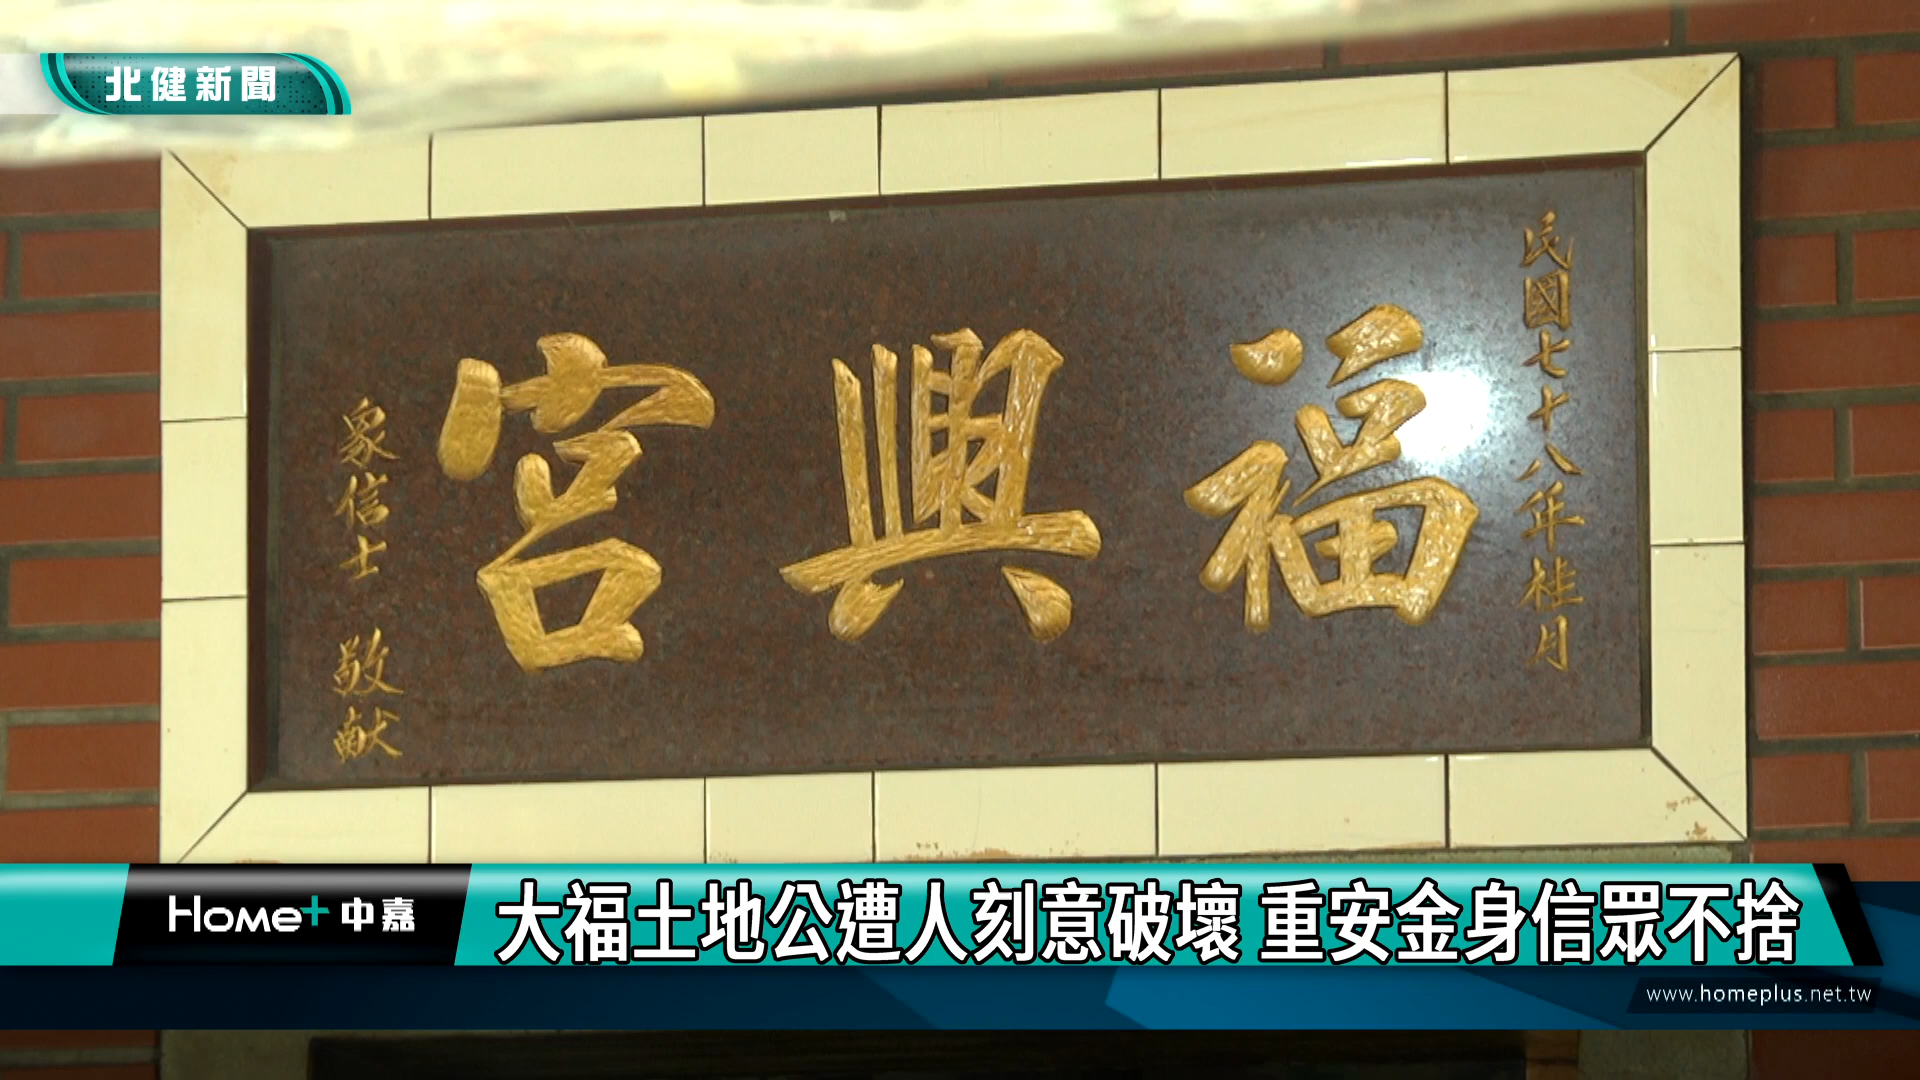 北健新聞
民國七十八年桂月
福興宮
眾信士 敬献
Home+ 中嘉
大福土地公遭人刻意破壞 重安金身信眾不捨
www.homeplus.net.tw